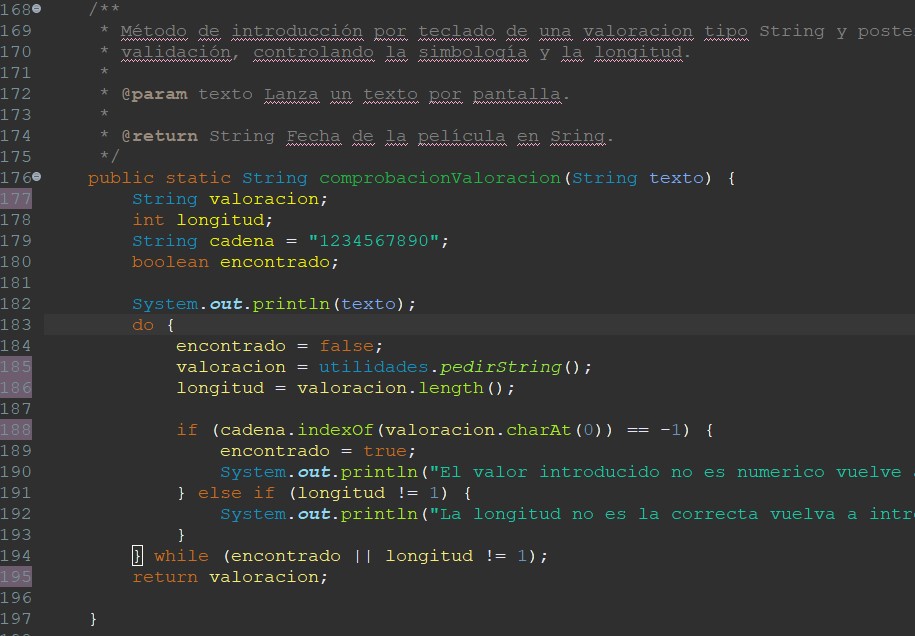 168 /**
169 * Método de introducción por teclado de una valoracion tipo String y poste
170 * validación, controlando la simbología y la longitud.
171 *
172 * @param texto Lanza un texto por pantalla.
173 *
174 * @return String Fecha de la película en Sring.
175 */
176 public static String comprobacionValoracion(String texto) {
177 String valoracion;
178 int longitud;
179 String cadena = "1234567890";
180 boolean encontrado;
181
182 System.out.println(texto);
183 do {
184 encontrado = false;
185 valoracion = utilidades.pedirString();
186 longitud = valoracion.length();
187
188 if (cadena.indexOf(valoracion.charAt(0)) == -1) {
189 encontrado = true;
190 System.out.println("El valor introducido no es numerico vuelve
191 } else if (longitud != 1) {
192 System.out.println("La longitud no es la correcta vuelva a intr
193 }
194 } while (encontrado || longitud != 1);
195 return valoracion;
196
197 }